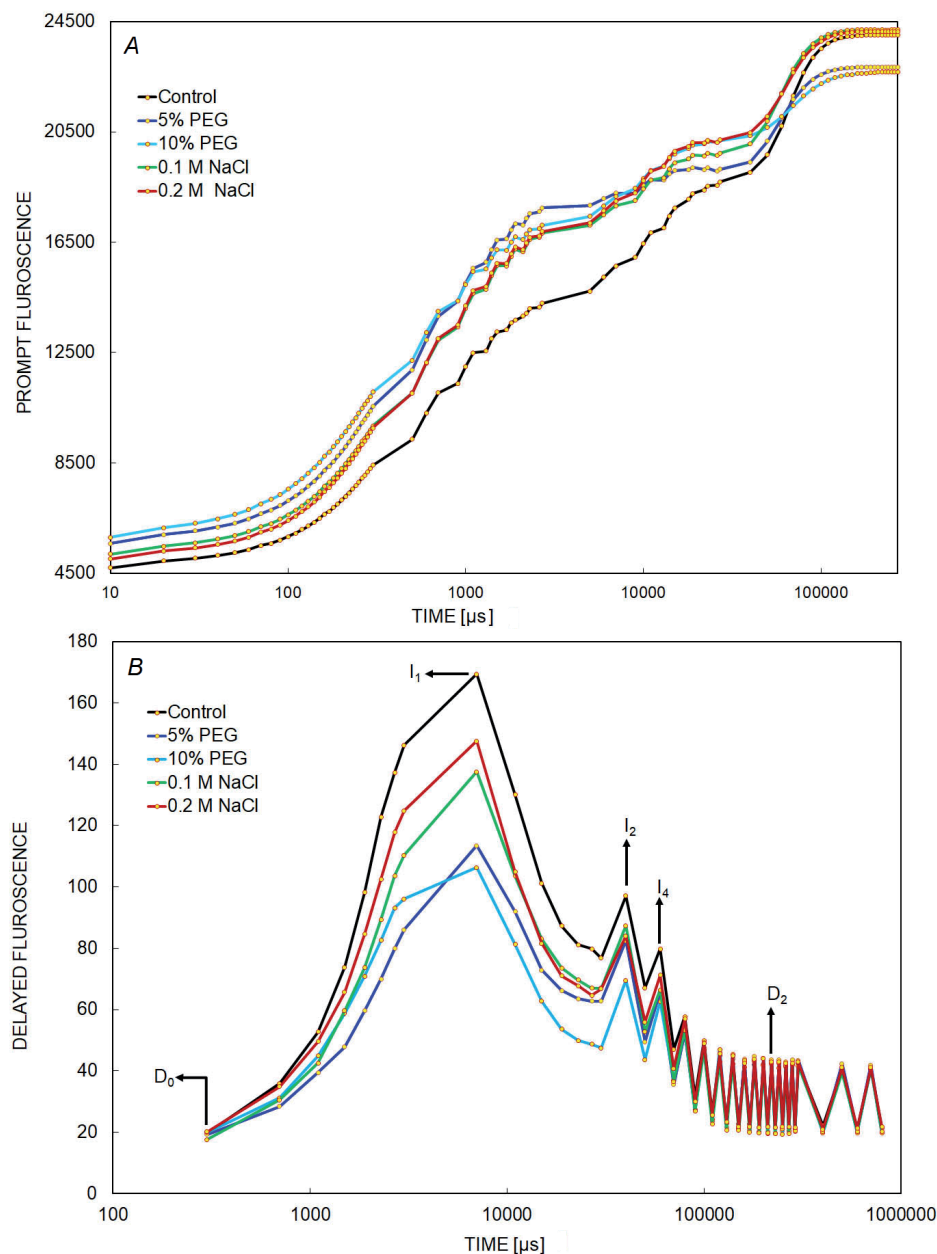 A
24500
20500
16500
12500
8500
4500
PROMPT FLUROSCENCE
Control
5% PEG
10% PEG
0.1 M NaCl
0.2 M NaCl
10
100
1000
10000
100000
TIME [µs]
B
180
160
140
120
100
80
60
40
20
0
DELAYED FLUROSCENCE
Control
5% PEG
10% PEG
0.1 M NaCl
0.2 M NaCl
I₁
I₂
I₄
D₂
D₀
100
1000
10000
100000
1000000
TIME [µs]